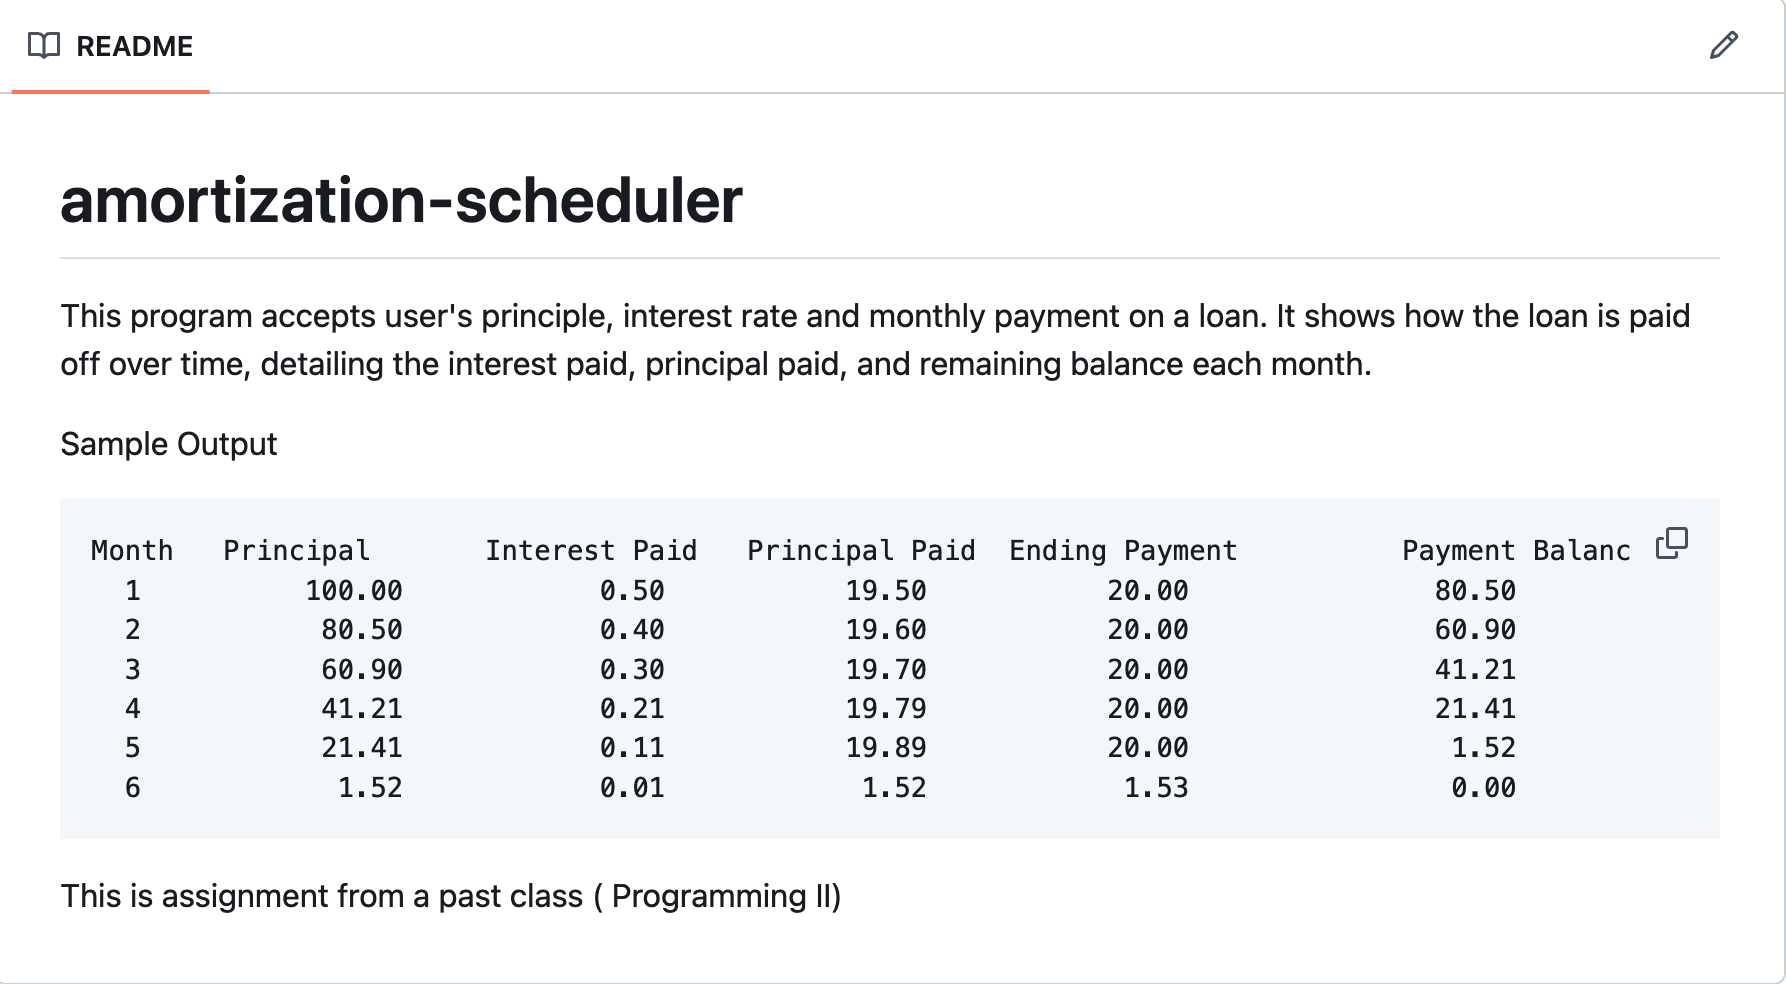 README
amortization-scheduler
This program accepts user's principle, interest rate and monthly payment on a loan. It shows how the loan is paid
off over time, detailing the interest paid, principal paid, and remaining balance each month.
Sample Output
Month   Principal       Interest Paid   Principal Paid  Ending Payment          Payment Balanc
  1          100.00            0.50           19.50           20.00               80.50
  2           80.50            0.40           19.60           20.00               60.90
  3           60.90            0.30           19.70           20.00               41.21
  4           41.21            0.21           19.79           20.00               21.41
  5           21.41            0.11           19.89           20.00                1.52
  6            1.52            0.01            1.52            1.53                0.00
This is assignment from a past class ( Programming II)